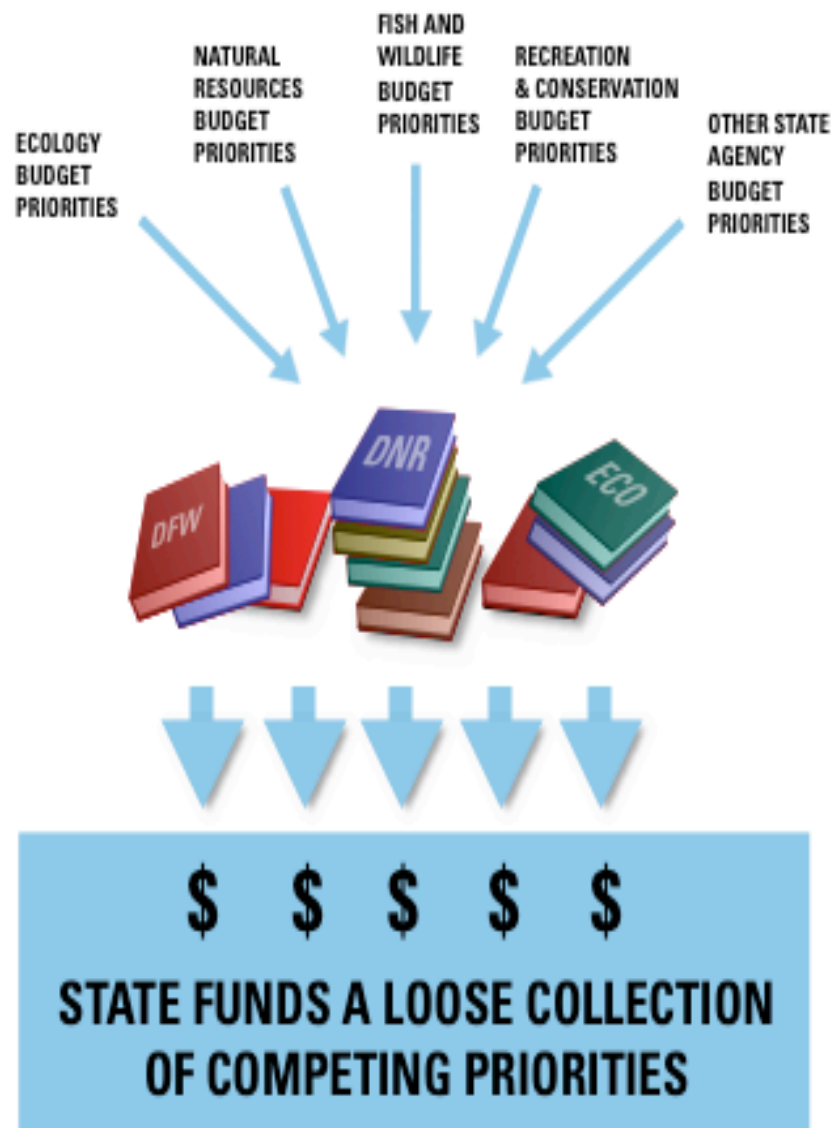 ECOLOGY
BUDGET
PRIORITIES
NATURAL
RESOURCES
BUDGET
PRIORITIES
FISH AND
WILDLIFE
BUDGET
PRIORITIES
RECREATION
& CONSERVATION
BUDGET
PRIORITIES
OTHER STATE
AGENCY
BUDGET
PRIORITIES
DFW
DNR
ECO
$ $ $ $ $
STATE FUNDS A LOOSE COLLECTION
OF COMPETING PRIORITIES